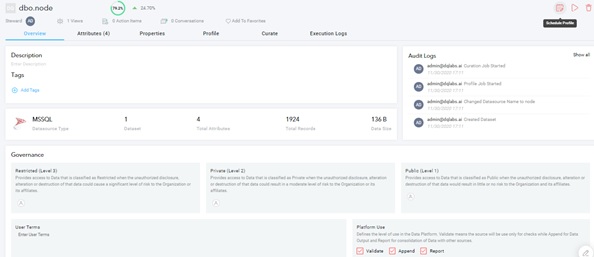 dbo.node
79.2%
24.70%
Schedule Profile
Steward AD
1 Views
0 Action Items
0 Conversations
Add To Favorites
Overview
Attributes (4)
Properties
Profile
Curate
Execution Logs
Description
Enter Description
Tags
Add Tags
Audit Logs
Show all
AD admin@dqlabs.ai Curation Job Started
11/20/2020 17:17
AD admin@dqlabs.ai Profile Job Started
11/20/2020 17:17
AD admin@dqlabs.ai Changed Datasource Name to node
11/20/2020 17:17
AD admin@dqlabs.ai Created Dataset
11/20/2020 17:17
MSSQL
Datasource Type
1
Dataset
4
Total Attributes
1924
Total Records
136 B
Data Size
Governance
Restricted (Level 3)
Provides access to Data that is classified as Restricted when the unauthorized disclosure,
alteration or destruction of that data could cause a significant level of risk to the Organization
or its affiliates.
Private (Level 2)
Provides access to Data that is classified as Private when the unauthorized disclosure, alteration
or destruction of that data could result in a moderate level of risk to the Organization or its
affiliates.
Public (Level 1)
Provides access to Data that is classified as Public when the unauthorized disclosure, alteration
or destruction of that data would result in little or no risk to the Organization and its affiliates.
User Terms
Enter User Terms
Platform Use
Defines the level of use in the Data Platform. Validate means the source will be use only for checks while Append for
Data Output and Report for consolidation of Data with other sources.
Validate
Append
Report